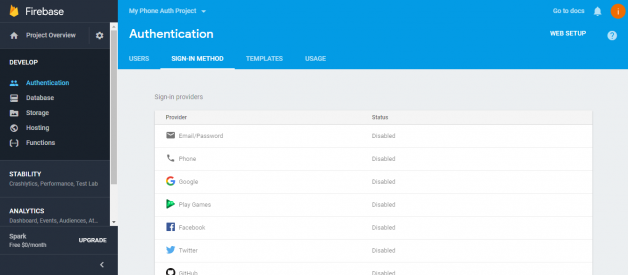 Firebase
My Phone Auth Project
Go to docs
i
Project Overview
Authentication
WEB SETUP
?
DEVELOP
USERS
SIGN-IN METHOD
TEMPLATES
USAGE
Authentication
Database
Storage
Hosting
Functions
STABILITY
Crashlytics, Performance, Test Lab
ANALYTICS
Dashboard, Events, Audiences, At...
Spark
Free $0/month
UPGRADE
Sign-in providers
Provider Status
Email/Password Disabled
Phone Disabled
Google Disabled
Play Games Disabled
Facebook Disabled
Twitter Disabled
GitHub Disabled